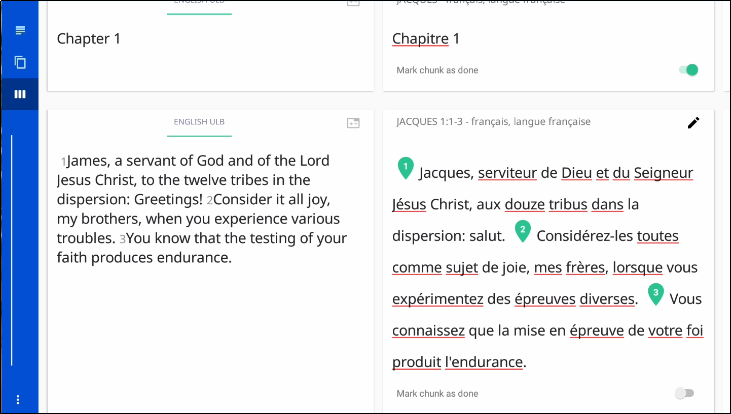 ENGLISH ULB
JACQUES - français, langue française
Chapter 1
Chapitre 1
Mark chunk as done
ENGLISH ULB
1James, a servant of God and of the Lord
Jesus Christ, to the twelve tribes in the
dispersion: Greetings! 2Consider it all joy,
my brothers, when you experience various
troubles. 3You know that the testing of your
faith produces endurance.
JACQUES 1:1-3 - français, langue française
1 Jacques, serviteur de Dieu et du Seigneur
Jésus Christ, aux douze tribus dans la
dispersion: salut. 2 Considérez-les toutes
comme sujet de joie, mes frères, lorsque vous
expérimentez des épreuves diverses. 3 Vous
connaissez que la mise en épreuve de votre foi
produit l'endurance.
Mark chunk as done